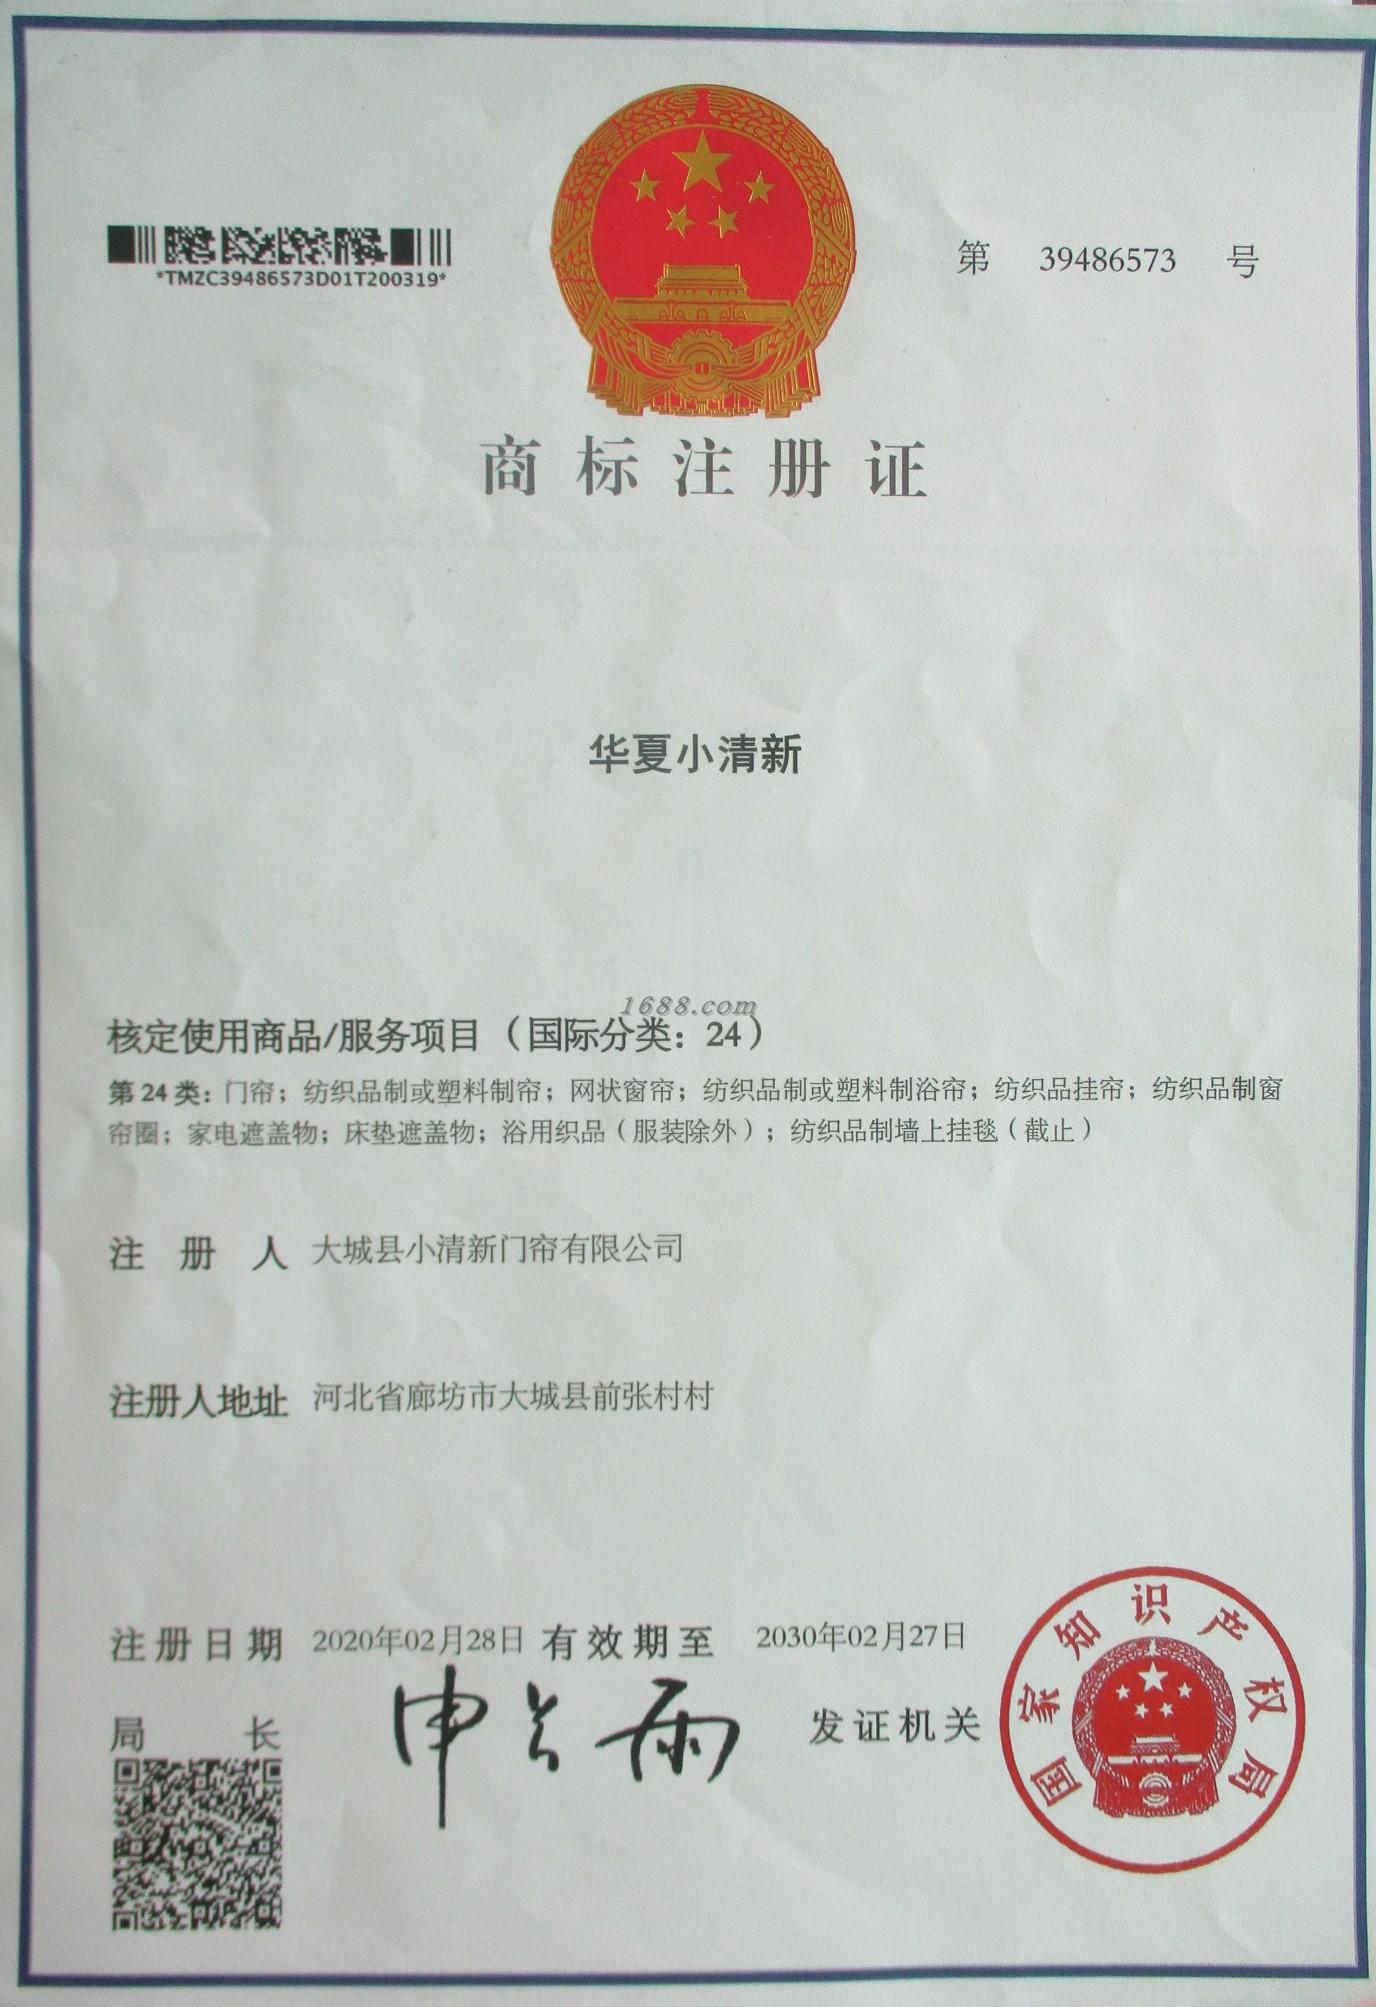 *TMZC39486573D01T200319*
第 39486573 号
商标注册证
华夏小清新
1688.com
核定使用商品/服务项目（国际分类：24）
第24类：门帘；纺织品制或塑料制帘；网状窗帘；纺织品制或塑料制浴帘；纺织品挂帘；纺织品制窗
帘圈；家电遮盖物；床垫遮盖物；浴用织品（服装除外）；纺织品制墙上挂毯（截止）
注册人 大城县小清新门帘有限公司
注册人地址 河北省廊坊市大城县前张村村
注册日期 2020年02月28日 有效期至 2030年02月27日
局长 申长雨 发证机关
国家知识产权局